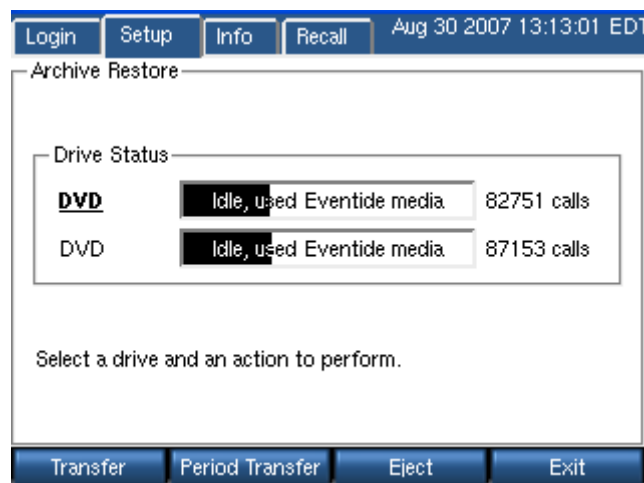 Login Setup Info Recall Aug 30 2007 13:13:01 EDT
Archive Restore
Drive Status
DVD Idle, used Eventide media 82751 calls
DVD Idle, used Eventide media 87153 calls
Select a drive and an action to perform.
Transfer Period Transfer Eject Exit